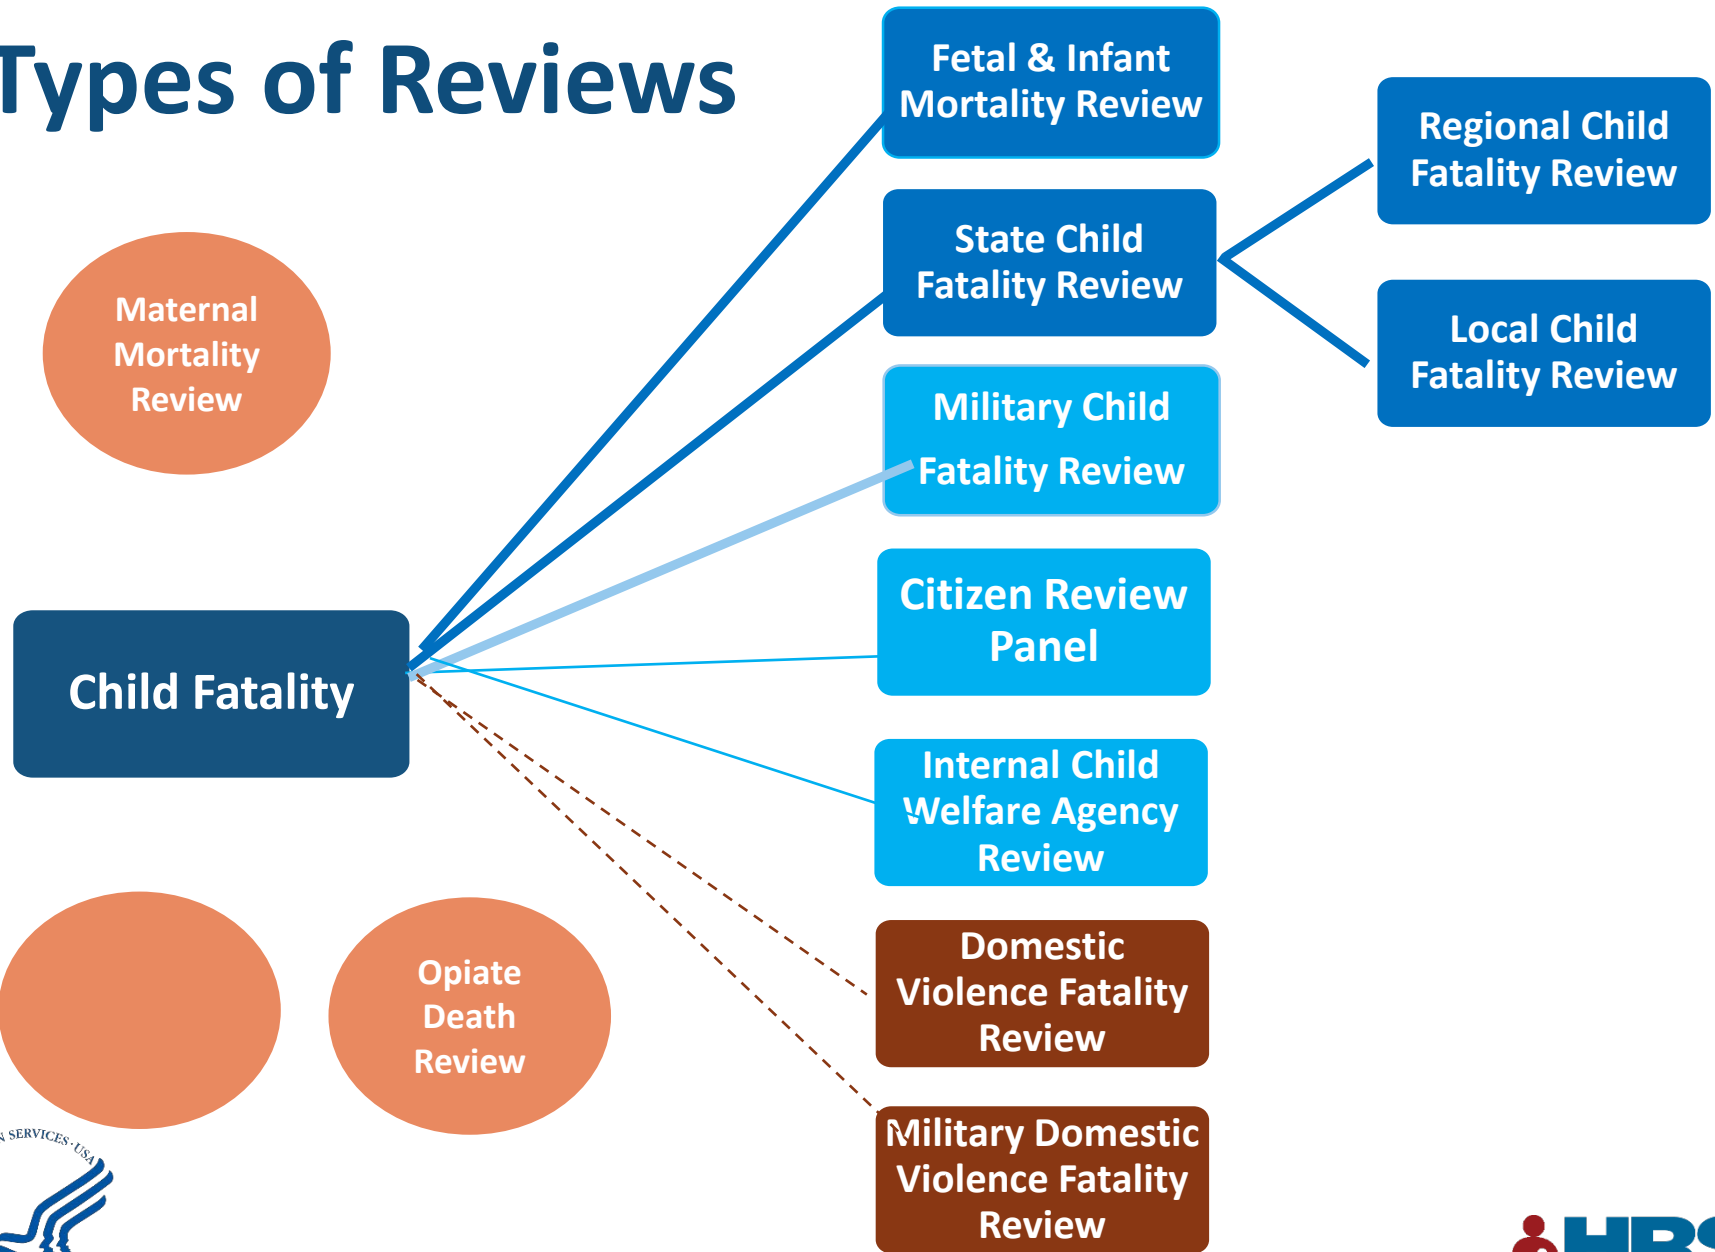 Types of Reviews
Fetal & Infant
Mortality Review
Regional Child
Fatality Review
State Child
Fatality Review
Local Child
Fatality Review
Maternal
Mortality
Review
Military Child
Fatality Review
Citizen Review
Panel
Child Fatality
Internal Child
Welfare Agency
Review
Domestic
Violence Fatality
Review
Opiate
Death
Review
Military Domestic
Violence Fatality
Review
SERVICES·USA